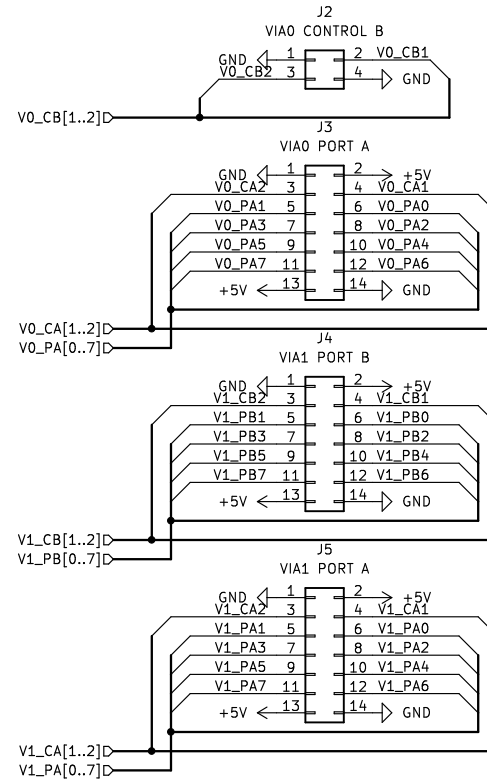 J2
VIA0 CONTROL B
GND 1 2 V0_CB1
V0_CB2 3 4 GND
V0_CB[1..2]
J3
VIA0 PORT A
GND 1 2 +5V
V0_CA2 3 4 V0_CA1
V0_PA1 5 6 V0_PA0
V0_PA3 7 8 V0_PA2
V0_PA5 9 10 V0_PA4
V0_PA7 11 12 V0_PA6
+5V 13 14 GND
V0_CA[1..2]
V0_PA[0..7]
J4
VIA1 PORT B
GND 1 2 +5V
V1_CB2 3 4 V1_CB1
V1_PB1 5 6 V1_PB0
V1_PB3 7 8 V1_PB2
V1_PB5 9 10 V1_PB4
V1_PB7 11 12 V1_PB6
+5V 13 14 GND
V1_CB[1..2]
V1_PB[0..7]
J5
VIA1 PORT A
GND 1 2 +5V
V1_CA2 3 4 V1_CA1
V1_PA1 5 6 V1_PA0
V1_PA3 7 8 V1_PA2
V1_PA5 9 10 V1_PA4
V1_PA7 11 12 V1_PA6
+5V 13 14 GND
V1_CA[1..2]
V1_PA[0..7]